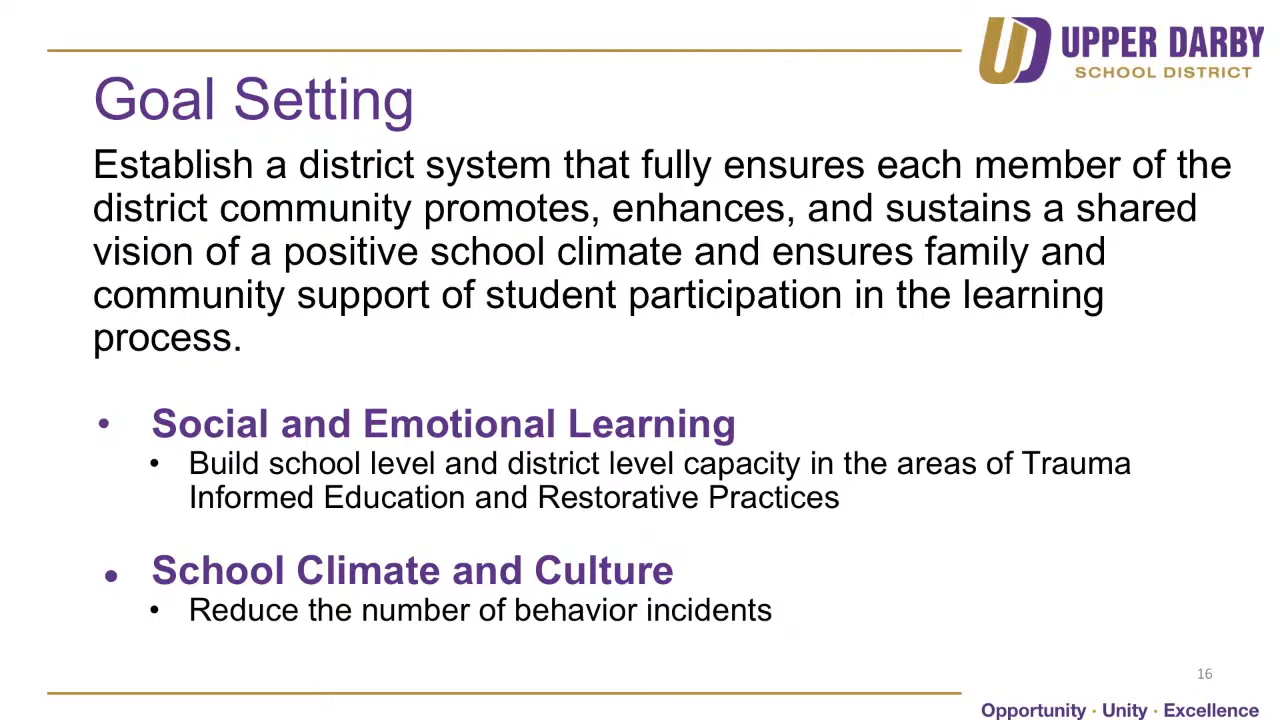 UPPER DARBY
SCHOOL DISTRICT
Goal Setting
Establish a district system that fully ensures each member of the
district community promotes, enhances, and sustains a shared
vision of a positive school climate and ensures family and
community support of student participation in the learning
process.
• Social and Emotional Learning
• Build school level and district level capacity in the areas of Trauma
Informed Education and Restorative Practices
● School Climate and Culture
• Reduce the number of behavior incidents
16
Opportunity · Unity · Excellence